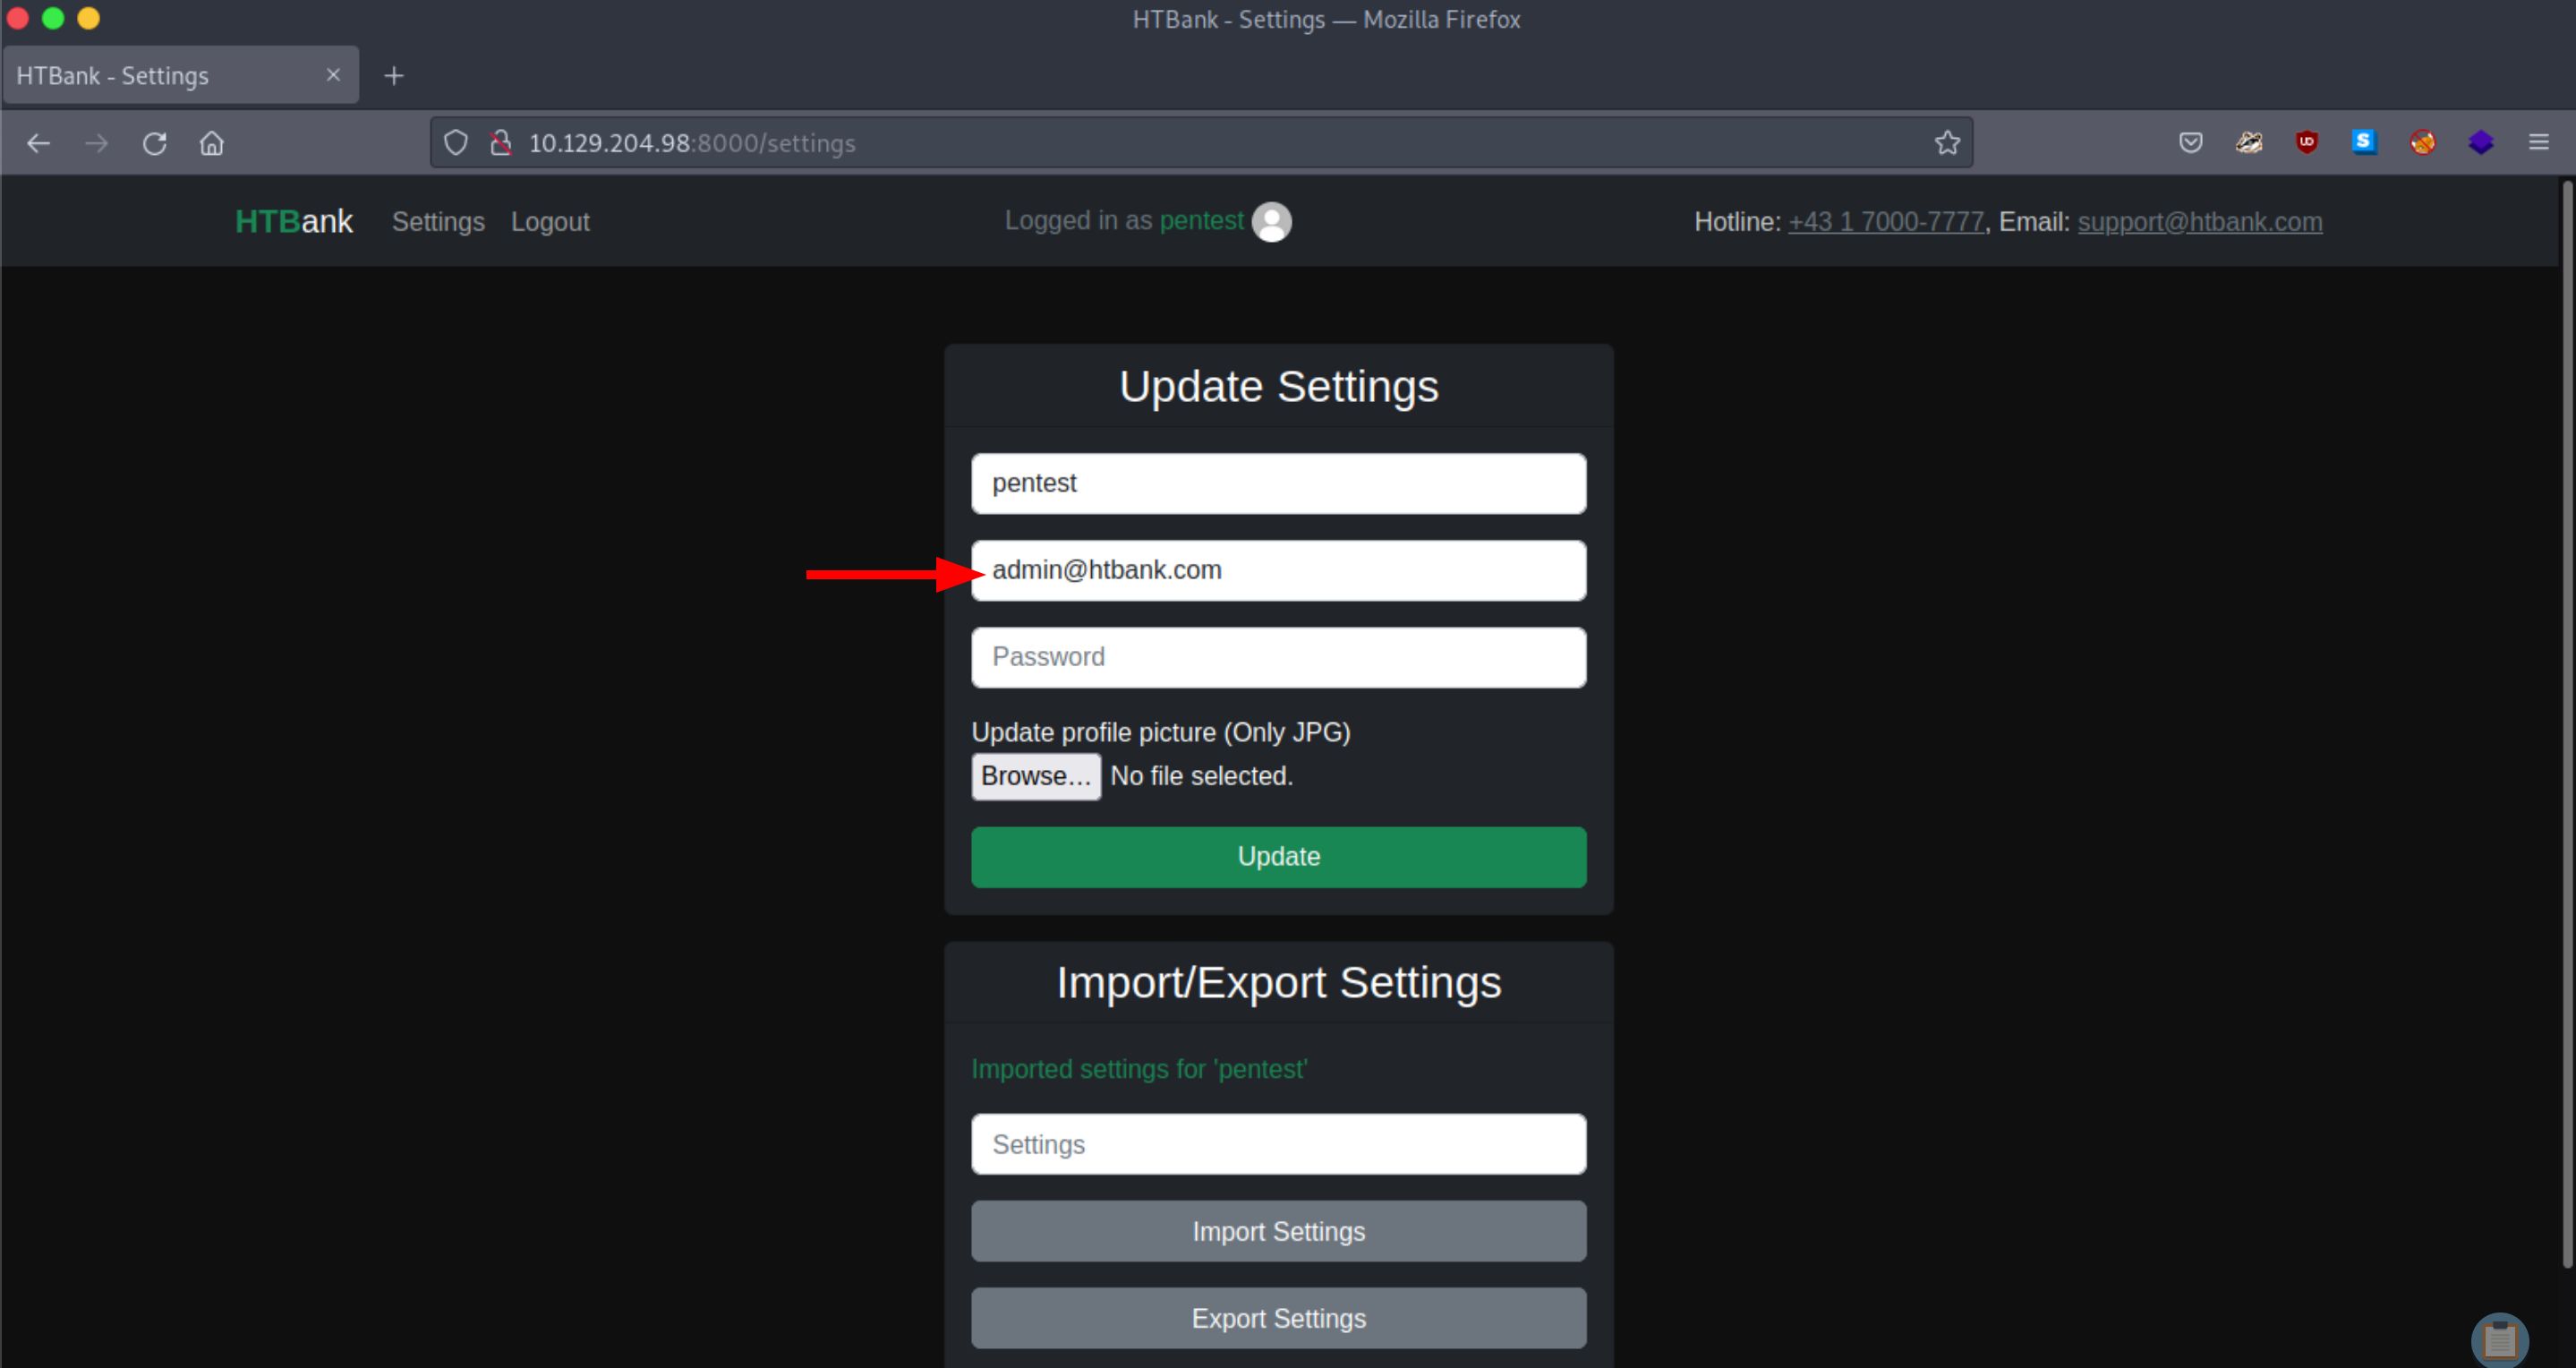 HTBank - Settings — Mozilla Firefox
HTBank - Settings
10.129.204.98:8000/settings
HTBank Settings Logout Logged in as pentest Hotline: +43 1 7000-7777, Email: support@htbank.com
Update Settings
pentest
admin@htbank.com
Password
Update profile picture (Only JPG)
Browse… No file selected.
Update
Import/Export Settings
Imported settings for 'pentest'
Settings
Import Settings
Export Settings